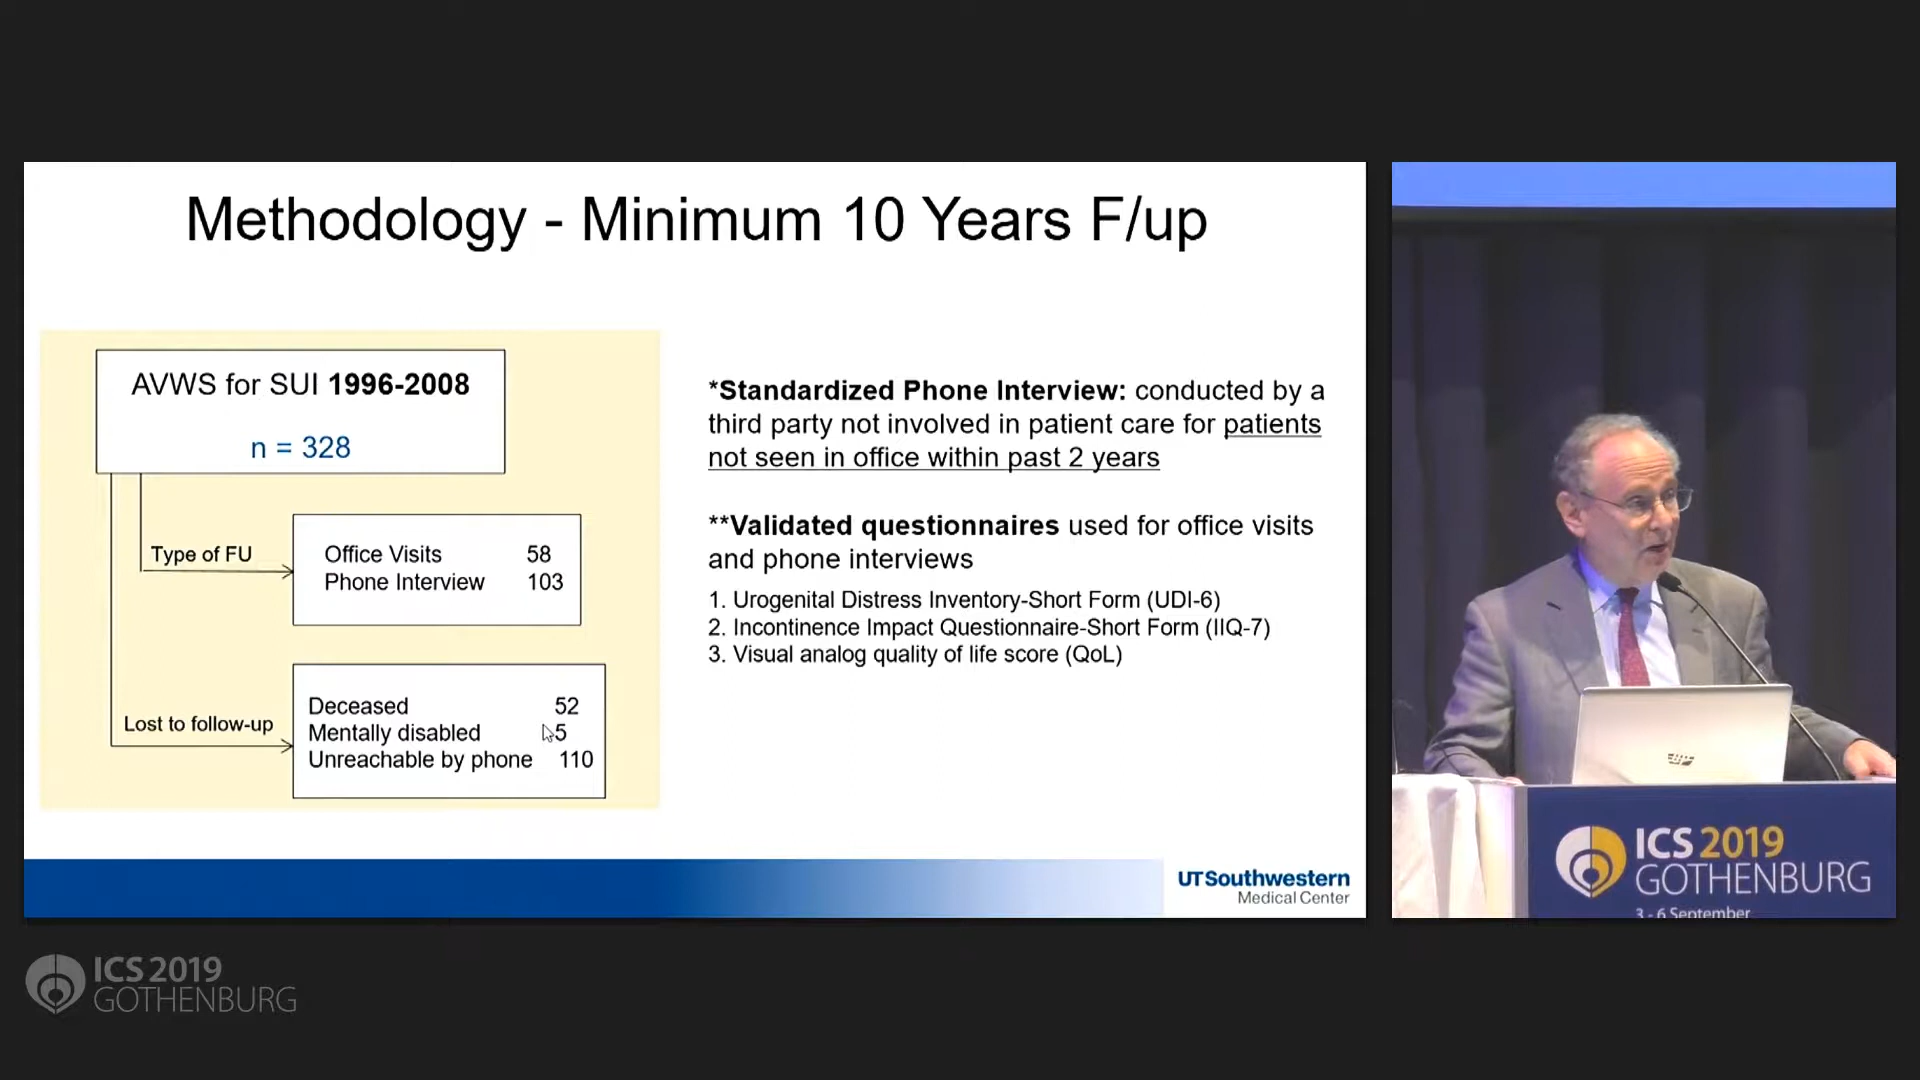 Methodology - Minimum 10 Years F/up
AVWS for SUI 1996-2008
n = 328
Type of FU
Office Visits 58
Phone Interview 103
Lost to follow-up
Deceased 52
Mentally disabled 5
Unreachable by phone 110
*Standardized Phone Interview: conducted by a
third party not involved in patient care for patients
not seen in office within past 2 years
**Validated questionnaires used for office visits
and phone interviews
1. Urogenital Distress Inventory-Short Form (UDI-6)
2. Incontinence Impact Questionnaire-Short Form (IIQ-7)
3. Visual analog quality of life score (QoL)
UTSouthwestern
Medical Center
hp
ICS 2019
GOTHENBURG
3 - 6 September
ICS 2019
GOTHENBURG